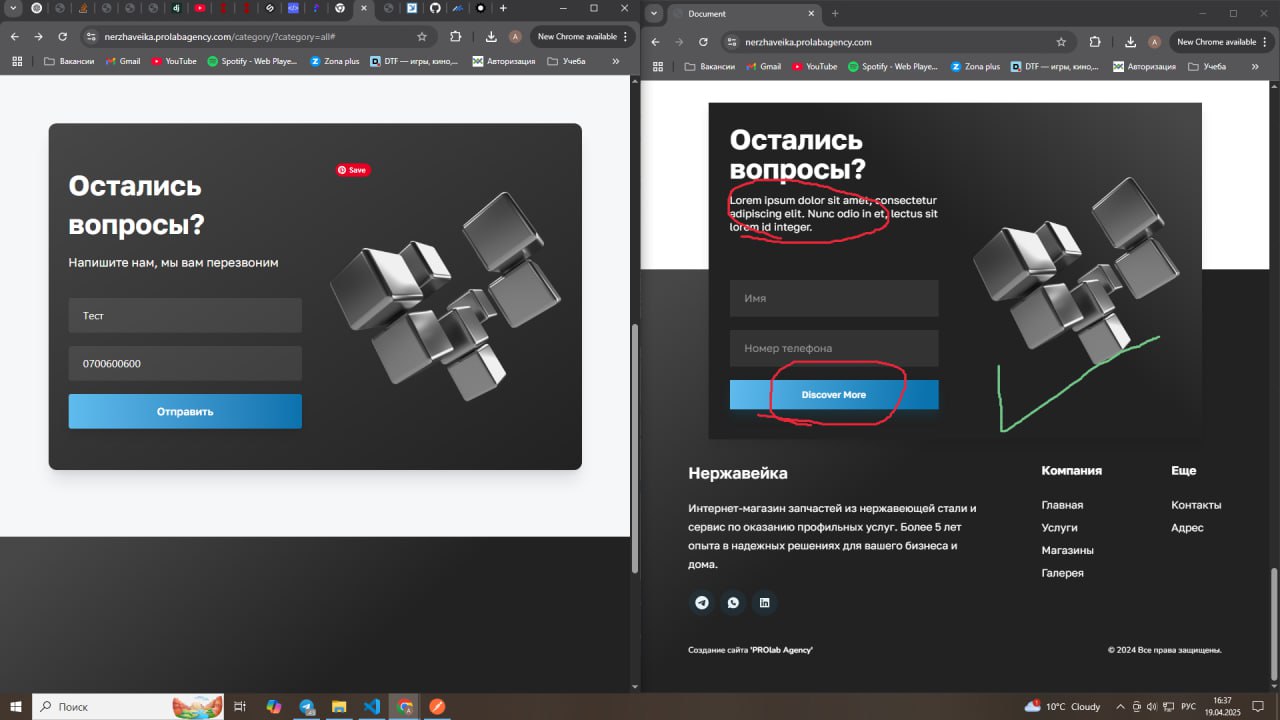 New Chrome available
nerzhaveika.prolabagency.com/category/?category=all#
Вакансии
Gmail
YouTube
Spotify - Web Playe...
Zona plus
DTF — игры, кино,...
Авторизация
Учеба
»
Save
Остались
вопросы?
Напишите нам, мы вам перезвоним
Тест
0700600600
Отправить
Document
nerzhaveika.prolabagency.com
New Chrome available
Вакансии
Gmail
YouTube
Spotify - Web Playe...
Zona plus
DTF — игры, кино,...
Авторизация
Учеба
»
Остались
вопросы?
Lorem ipsum dolor sit amet, consectetur
adipiscing elit. Nunc odio in et, lectus sit
lorem id integer.
Имя
Номер телефона
Discover More
Нержавейка
Интернет-магазин запчастей из нержавеющей стали и
сервис по оказанию профильных услуг. Более 5 лет
опыта в надежных решениях для вашего бизнеса и
дома.
Компания
Главная
Услуги
Магазины
Галерея
Еще
Контакты
Адрес
Создание сайта 'PROlab Agency'
© 2024 Все права защищены.
Поиск
10°C Cloudy
РУС
16:37
19.04.2025